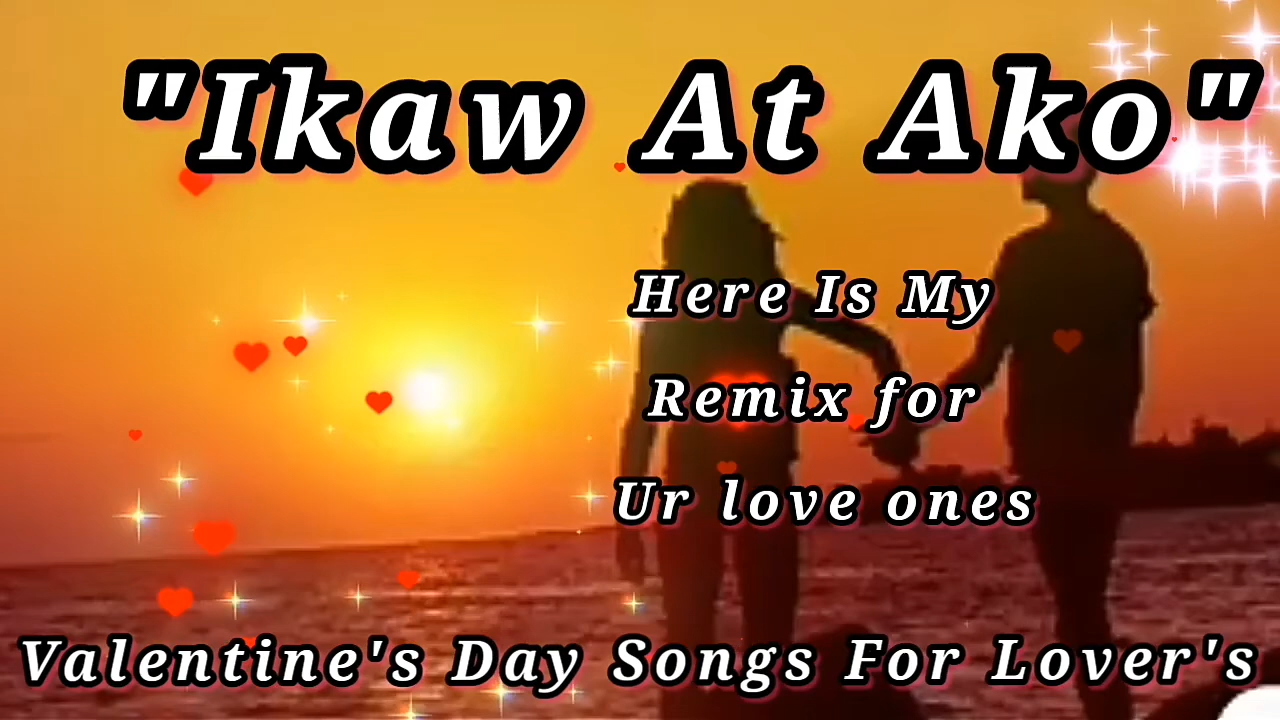 "Ikaw At Ako"
Here Is My
Remix for
Ur love ones
Valentine's Day Songs For Lover's